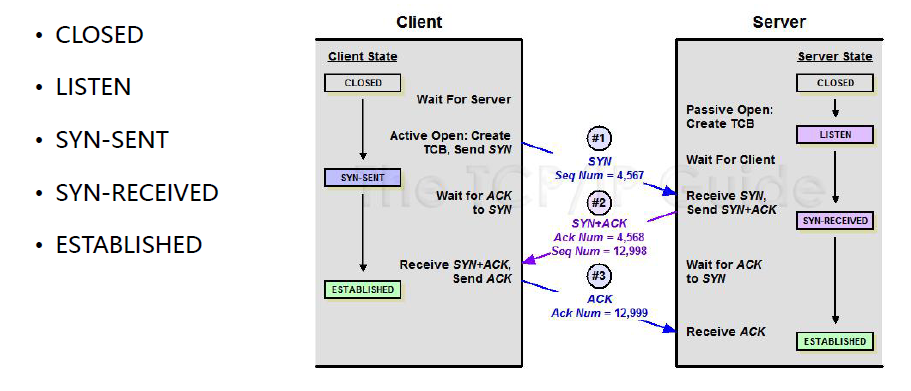 • CLOSED
• LISTEN
• SYN-SENT
• SYN-RECEIVED
• ESTABLISHED
Client
Client State
CLOSED
Wait For Server
Active Open: Create
TCB, Send SYN
SYN-SENT
Wait for ACK
to SYN
Receive SYN+ACK,
Send ACK
ESTABLISHED
#1
SYN
Seq Num = 4,567
#2
SYN+ACK
Ack Num = 4,568
Seq Num = 12,998
#3
ACK
Ack Num = 12,999
Server
Server State
CLOSED
Passive Open:
Create TCB
LISTEN
Wait For Client
Receive SYN,
Send SYN+ACK
SYN-RECEIVED
Wait for ACK
to SYN
Receive ACK
ESTABLISHED
The TCP/IP Guide